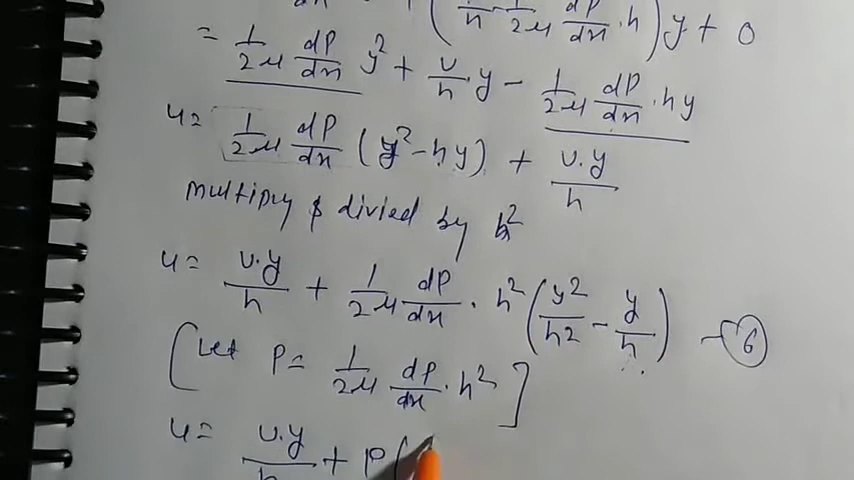 = 1/2μ dP/dx y² + U/h · y − 1/2μ dP/dx · hy
u = 1/2μ dP/dx (y² − hy) + U·y/h
multiply & divied by h²
u = U·y/h + 1/2μ dP/dx · h² (y²/h² − y/h) — 6
[Let P = 1/2μ dP/dx · h²]
u = U·y/h + P(